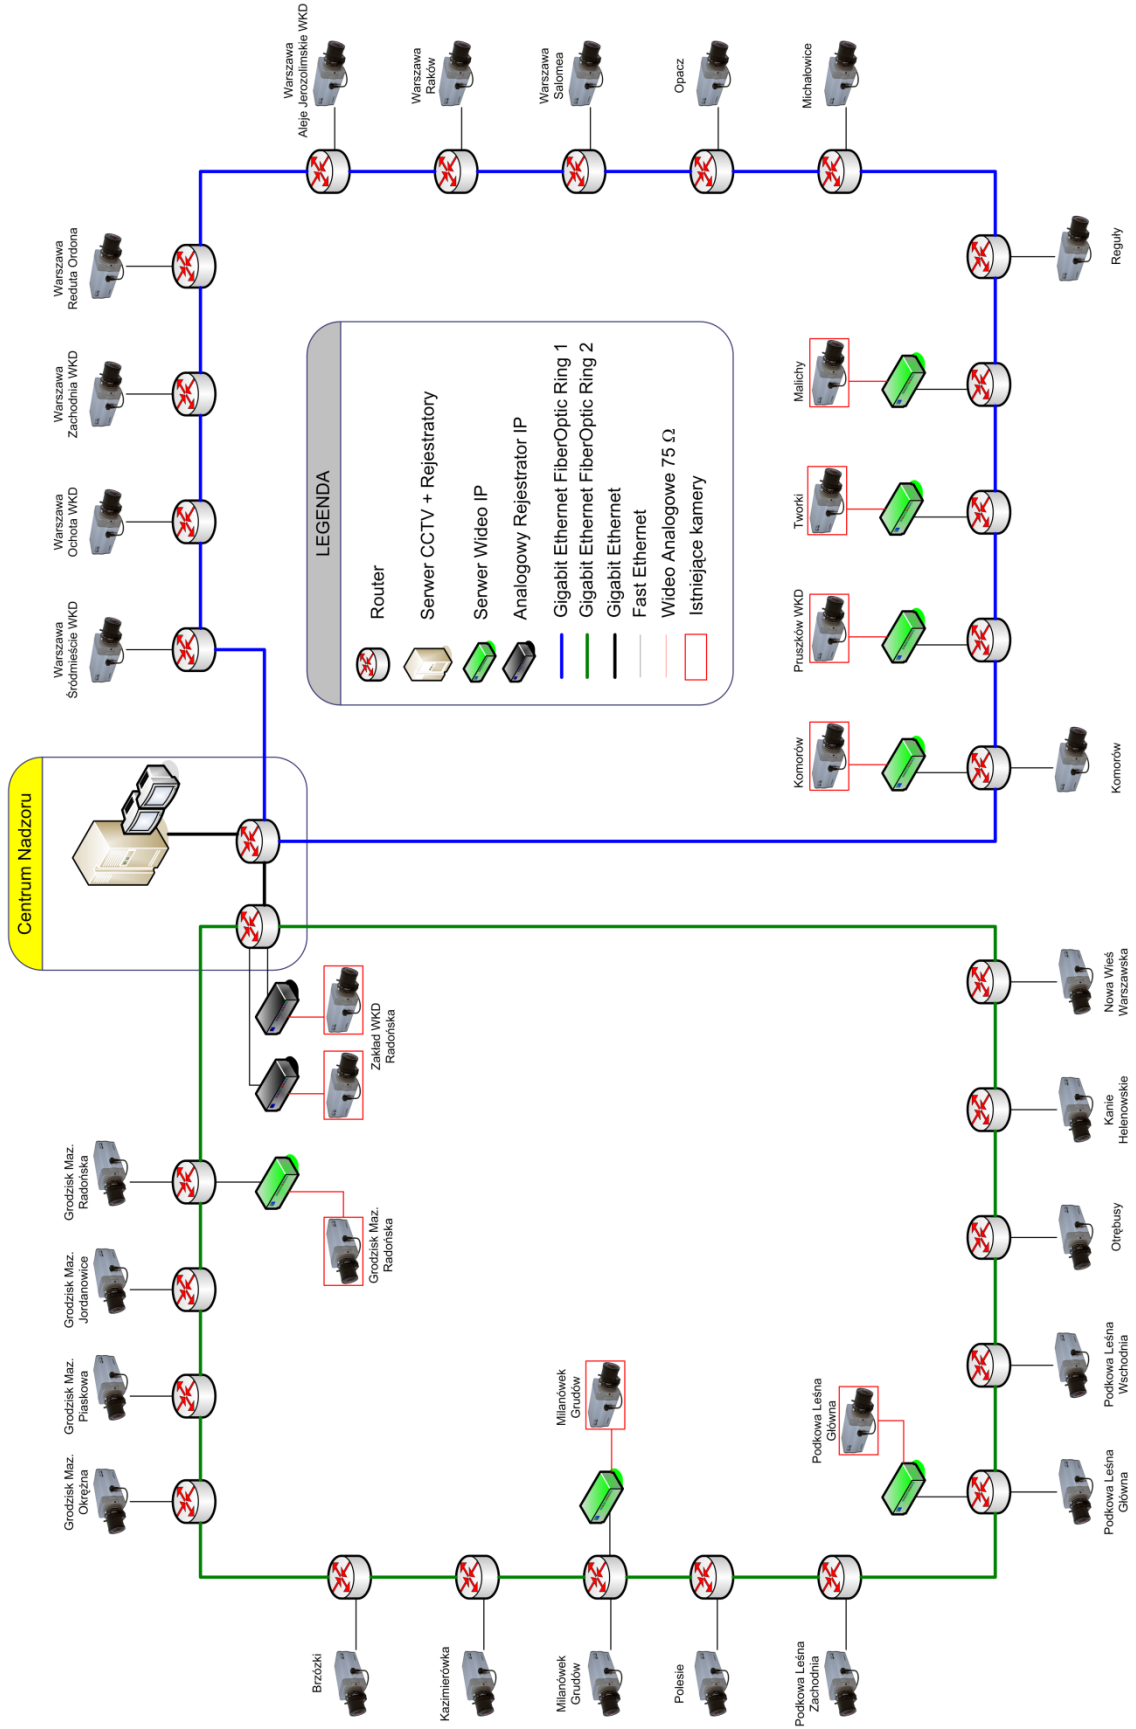 Centrum Nadzoru
Grodzisk Maz.
Okrężna
Grodzisk Maz.
Piaskowa
Grodzisk Maz.
Jordanowice
Grodzisk Maz.
Radońska
Warszawa
Śródmieście WKD
Warszawa
Ochota WKD
Warszawa
Zachodnia WKD
Warszawa
Reduta Ordona
Warszawa
Aleje Jerozolimskie WKD
Warszawa
Raków
Warszawa
Salomea
Opacz
Michałowice
Grodzisk Maz.
Radońska
Zakład WKD
Radońska
LEGENDA
Router
Serwer CCTV + Rejestratory
Serwer Wideo IP
Analogowy Rejestrator IP
Gigabit Ethernet FiberOptic Ring 1
Gigabit Ethernet FiberOptic Ring 2
Gigabit Ethernet
Fast Ethernet
Wideo Analogowe 75 Ω
Istniejące kamery
Brzózki
Kazimierówka
Milanówek
Grudów
Milanówek
Grudów
Polesie
Podkowa Leśna
Zachodnia
Podkowa Leśna
Główna
Komorów
Pruszków WKD
Tworki
Malichy
Podkowa Leśna
Główna
Podkowa Leśna
Wschodnia
Otrębusy
Kanie
Helenowskie
Nowa Wieś
Warszawska
Komorów
Reguły